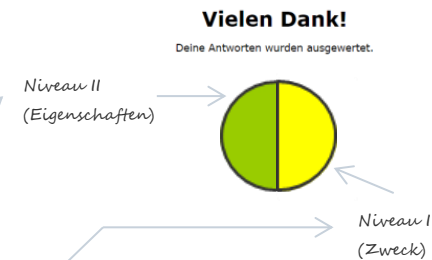 Vielen Dank!
Deine Antworten wurden ausgewertet.
Niveau II
(Eigenschaften)
Niveau I
(Zweck)